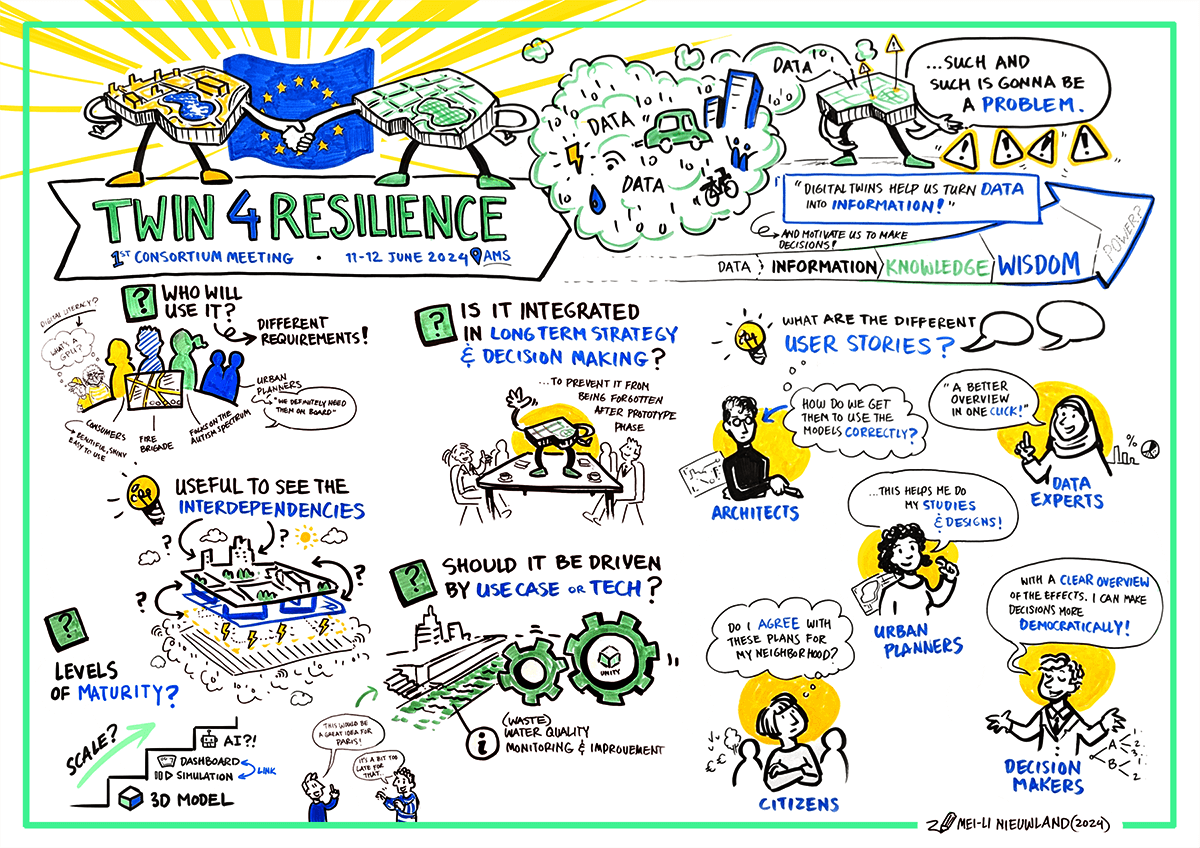 TWIN 4 RESILIENCE
1ST CONSORTIUM MEETING • 11-12 JUNE 2024 AMS
DATA
DATA
DATA
...SUCH AND
SUCH IS GONNA BE
A PROBLEM.
"DIGITAL TWINS HELP US TURN DATA
INTO INFORMATION!"
AND MOTIVATE US TO MAKE
DECISIONS!
DATA INFORMATION KNOWLEDGE WISDOM
POWER?
? WHO WILL
USE IT?
DIFFERENT
REQUIREMENTS!
DIGITAL LITERACY?
WHAT'S A
GPU?
URBAN
PLANNERS
"WE DEFINITELY NEED
THEM ON BOARD"
CONSUMERS
BEAUTIFUL, SHINY
EASY TO USE
FIRE
BRIGADE
FOCUS ON THE
AUTISM SPECTRUM
USEFUL TO SEE THE
INTERDEPENDENCIES
?
?
?
?
?
LEVELS
OF MATURITY?
SCALE?
AI?!
DASHBOARD
SIMULATION
LINK
3D MODEL
? IS IT INTEGRATED
IN LONG TERM STRATEGY
& DECISION MAKING?
...TO PREVENT IT FROM
BEING FORGOTTEN
AFTER PROTOTYPE
PHASE
? SHOULD IT BE DRIVEN
BY USE CASE OR TECH?
UNITY
i
(WASTE)
WATER QUALITY
MONITORING & IMPROVEMENT
THIS WOULD BE
A GREAT IDEA FOR
PARIS!
IT'S A BIT TOO
LATE FOR
THAT...
WHAT ARE THE DIFFERENT
USER STORIES?
HOW DO WE GET
THEM TO USE THE
MODELS CORRECTLY?
ARCHITECTS
"A BETTER
OVERVIEW
IN ONE CLICK!"
%
DATA
EXPERTS
...THIS HELPS ME DO
MY STUDIES
& DESIGNS!
URBAN
PLANNERS
DO I AGREE WITH
THESE PLANS FOR
MY NEIGHBORHOOD?
CITIZENS
WITH A CLEAR OVERVIEW
OF THE EFFECTS. I CAN MAKE
DECISIONS MORE
DEMOCRATICALLY!
DECISION
MAKERS
MEI-LI NIEUWLAND (2024)